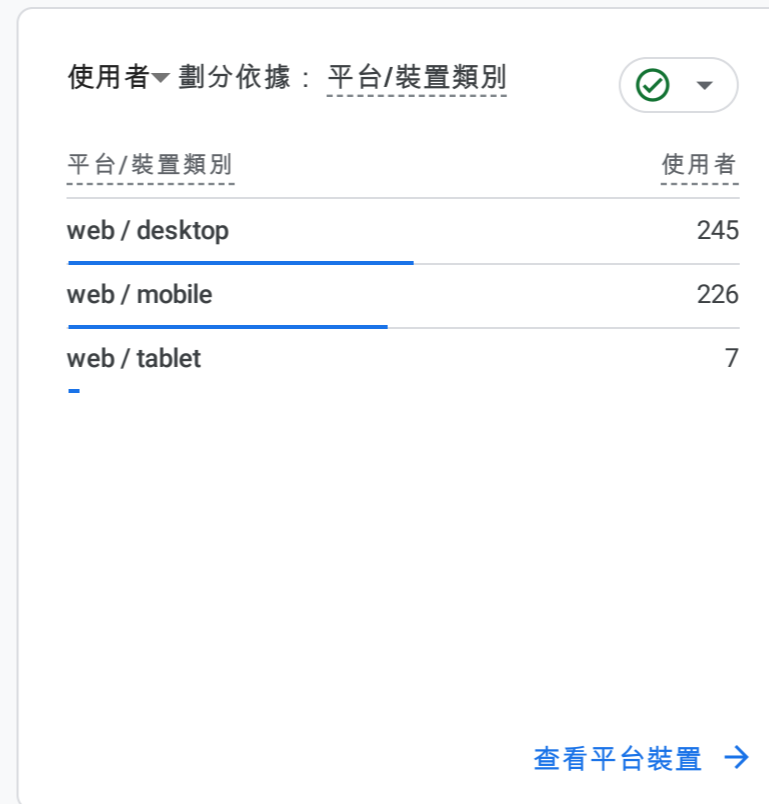 使用者 劃分依據： 平台/裝置類別
平台/裝置類別 使用者
web / desktop 245
web / mobile 226
web / tablet 7
查看平台裝置